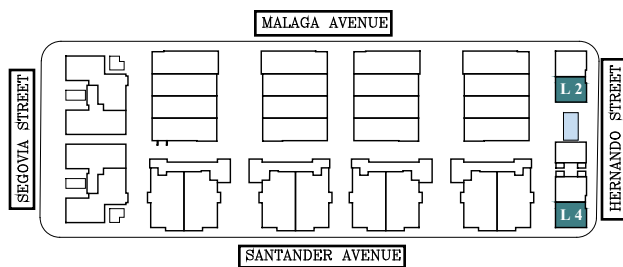 MALAGA AVENUE
SEGOVIA STREET
L 2
HERNANDO STREET
L 4
SANTANDER AVENUE